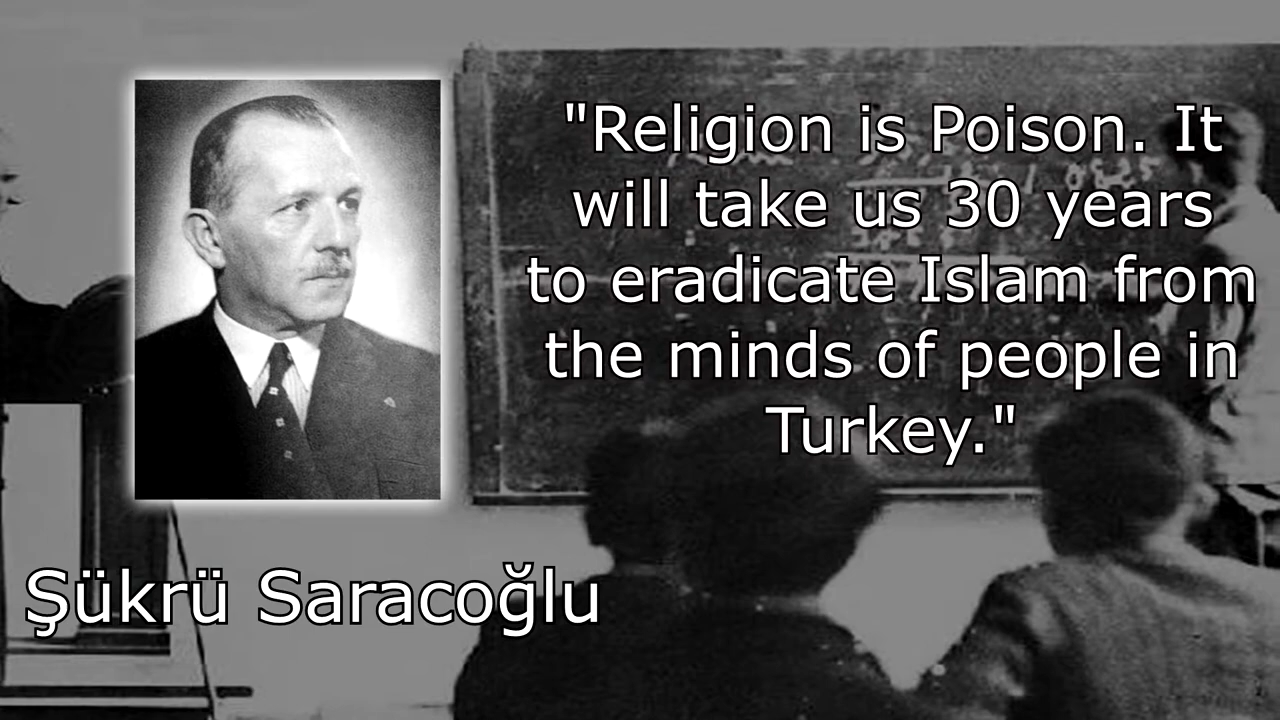 "Religion is Poison. It
will take us 30 years
to eradicate Islam from
the minds of people in
Turkey."
Şükrü Saracoğlu